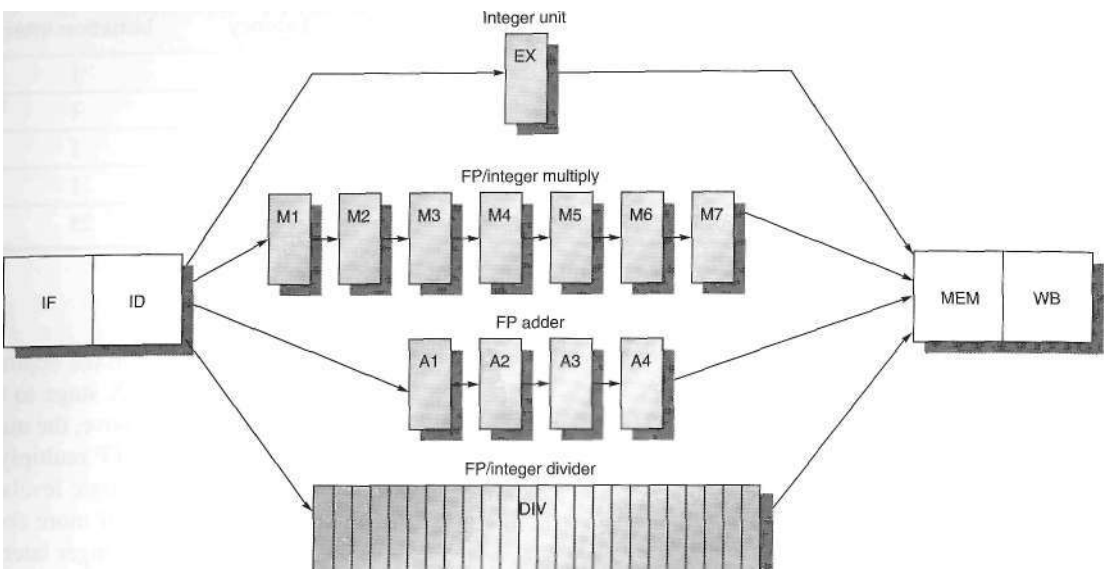 Integer unit
EX
FP/integer multiply
M1 M2 M3 M4 M5 M6 M7
IF ID
MEM WB
FP adder
A1 A2 A3 A4
FP/integer divider
DIV